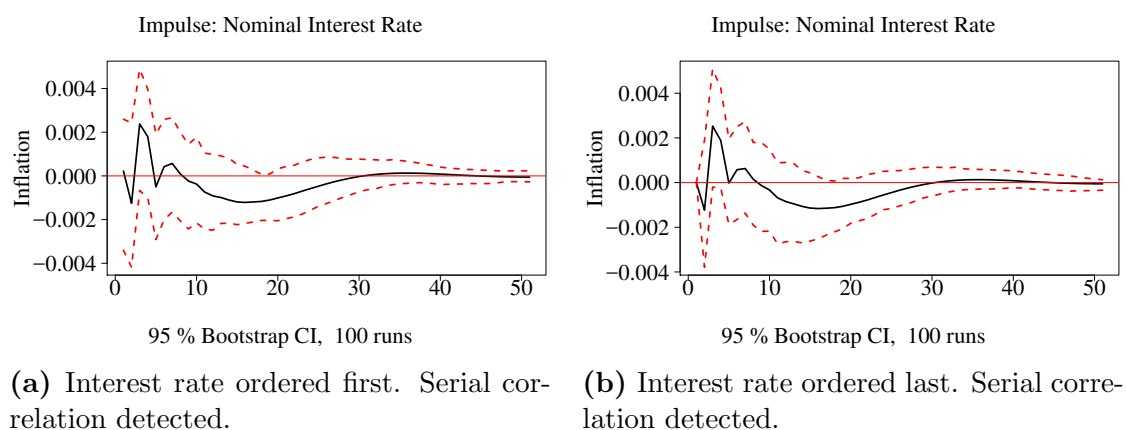 Impulse: Nominal Interest Rate
Inflation
0.004
0.002
0.000
−0.002
−0.004
0 10 20 30 40 50
95 % Bootstrap CI, 100 runs
(a) Interest rate ordered first. Serial cor-
relation detected.
Impulse: Nominal Interest Rate
Inflation
0.004
0.002
0.000
−0.002
−0.004
0 10 20 30 40 50
95 % Bootstrap CI, 100 runs
(b) Interest rate ordered last. Serial corre-
lation detected.